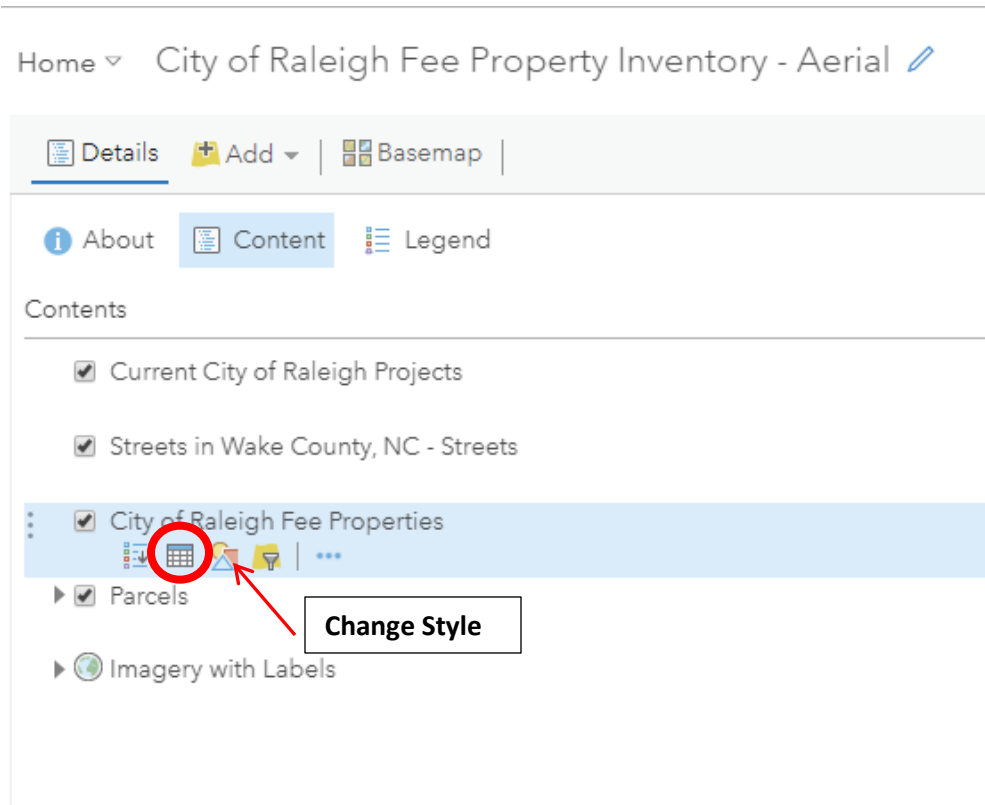 Home City of Raleigh Fee Property Inventory - Aerial
Details Add Basemap
About Content Legend
Contents
Current City of Raleigh Projects
Streets in Wake County, NC - Streets
City of Raleigh Fee Properties
Parcels
Change Style
Imagery with Labels